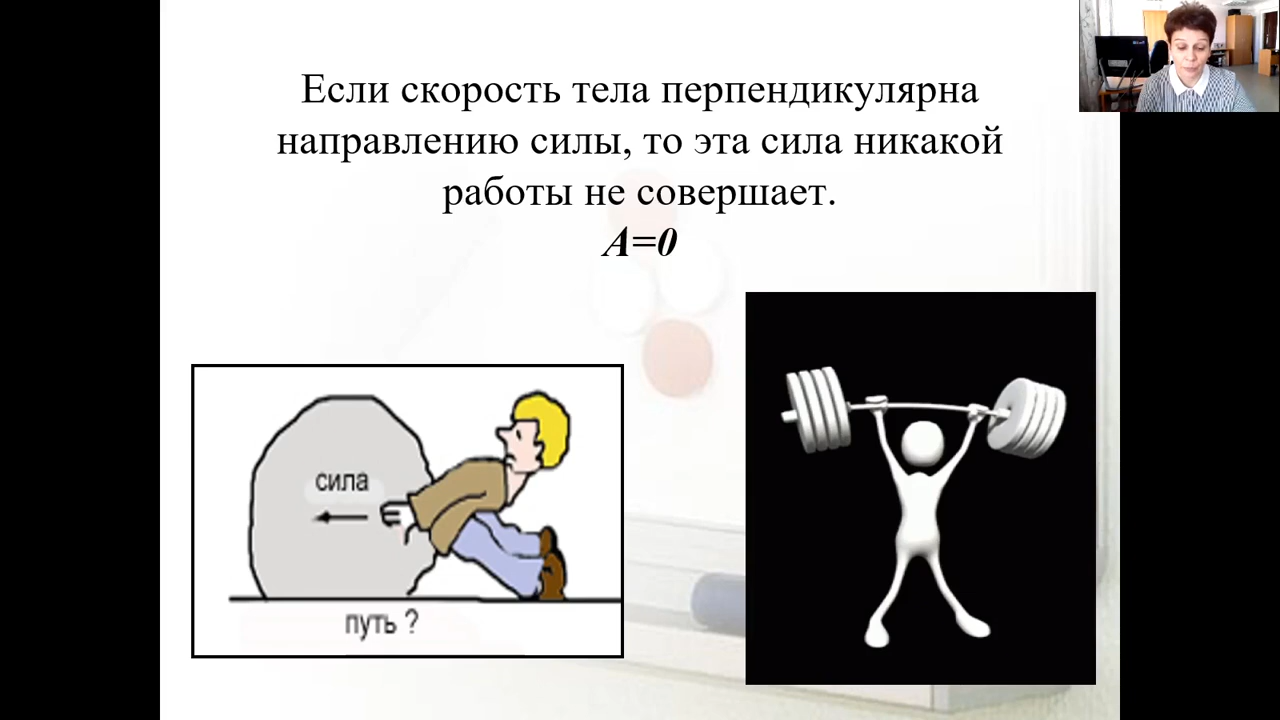 Если скорость тела перпендикулярна
направлению силы, то эта сила никакой
работы не совершает.
A=0
сила
путь ?